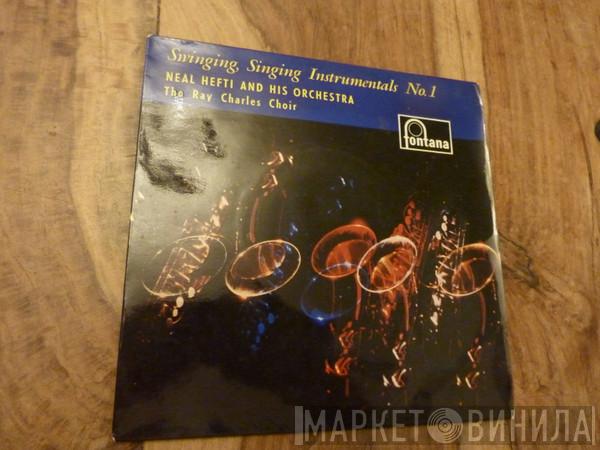 Swinging, Singing Instrumentals No.1
NEAL HEFTI AND HIS ORCHESTRA
The Ray Charles Choir
fontana
МАРКЕТ ВИНИЛА